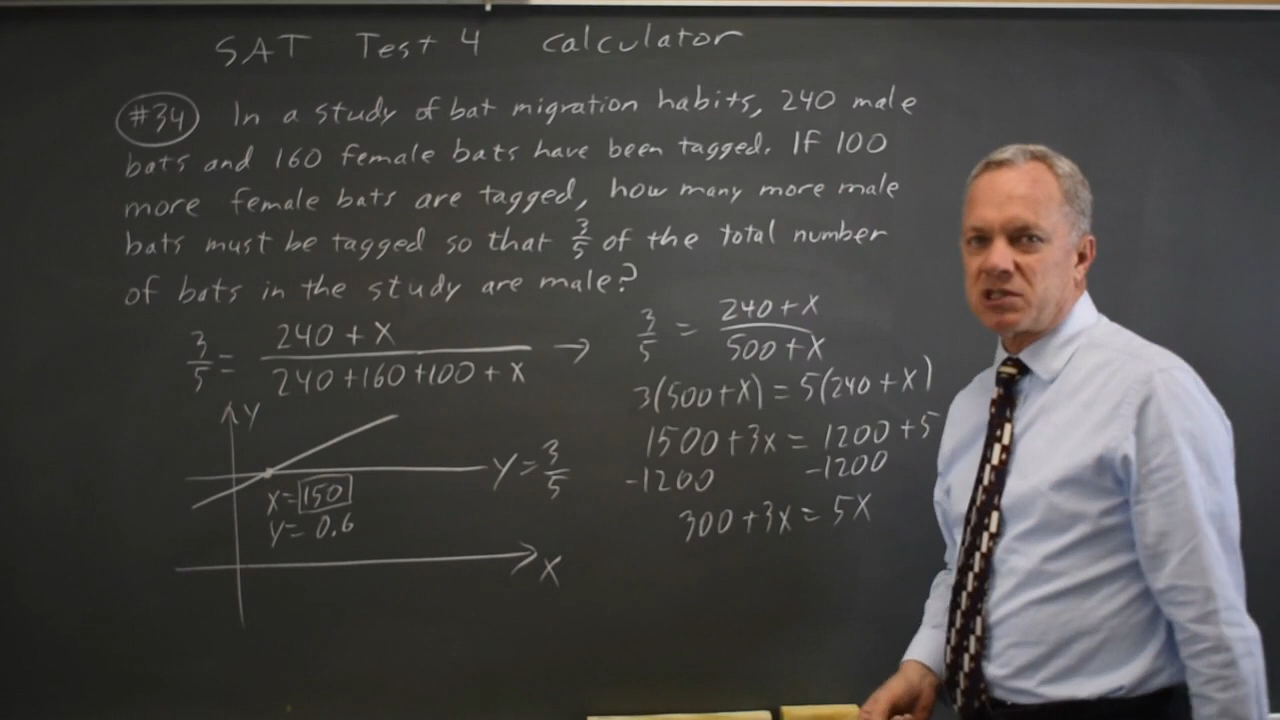 SAT Test 4 Calculator
#34 In a study of bat migration habits, 240 male
bats and 160 female bats have been tagged. If 100
more female bats are tagged, how many more male
bats must be tagged so that 3/5 of the total number
of bats in the study are male?
3/5 = (240 + X)/(240+160+100+X) →
3/5 = (240+X)/(500+X)
3(500+X) = 5(240+X)
1500+3x = 1200+5
-1200 -1200
300+3x = 5X
Y
Y = 3/5
X=150
Y=0.6
X